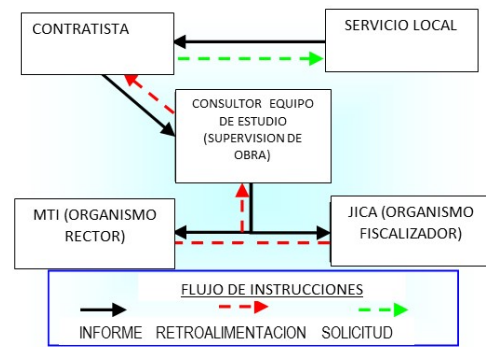 CONTRATISTA
SERVICIO LOCAL
CONSULTOR EQUIPO
DE ESTUDIO
(SUPERVISION DE
OBRA)
MTI (ORGANISMO
RECTOR)
JICA (ORGANISMO
FISCALIZADOR)
FLUJO DE INSTRUCCIONES
INFORME RETROALIMENTACION SOLICITUD